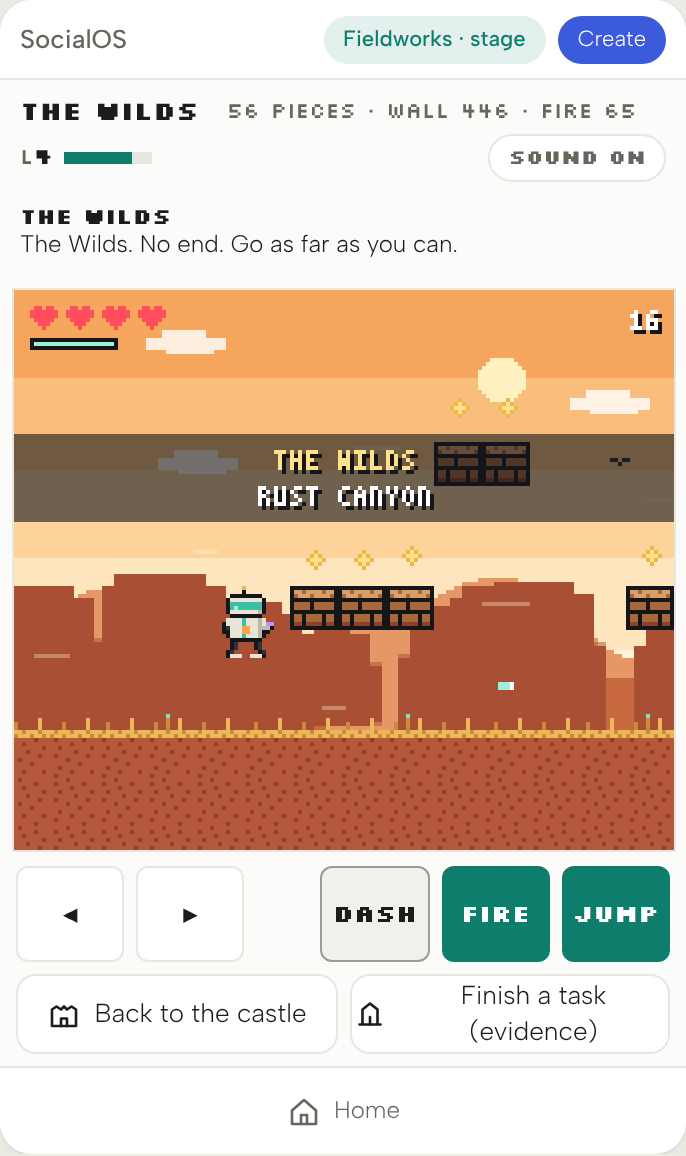 SocialOS
Fieldworks · stage
Create
THE WILDS
56 PIECES · WALL 446 · FIRE 65
L4
SOUND ON
THE WILDS
The Wilds. No end. Go as far as you can.
16
THE WILDS
RUST CANYON
◄
►
DASH
FIRE
JUMP
Back to the castle
Finish a task
(evidence)
Home